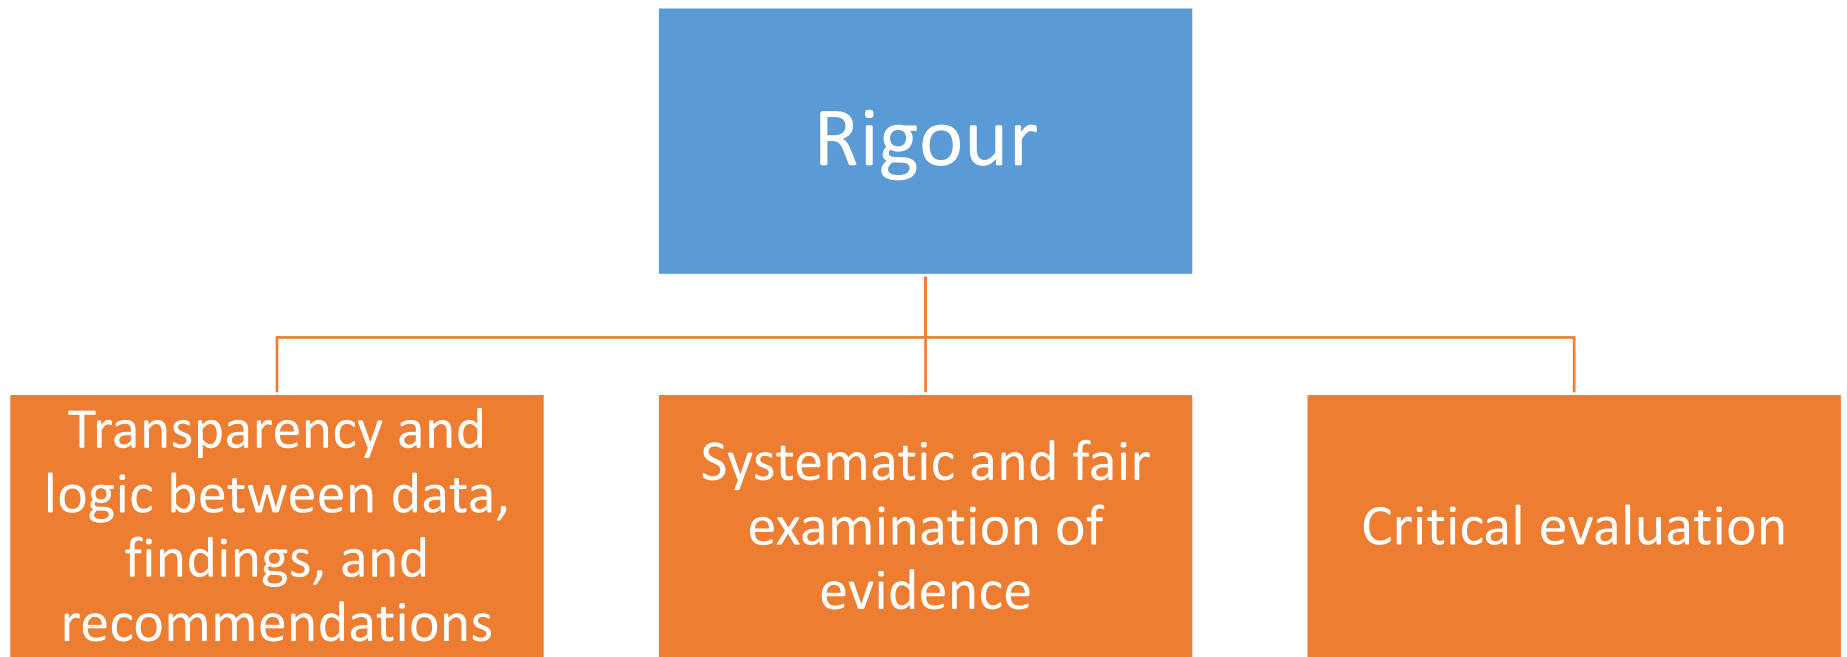 Rigour
Transparency and
logic between data,
findings, and
recommendations
Systematic and fair
examination of
evidence
Critical evaluation